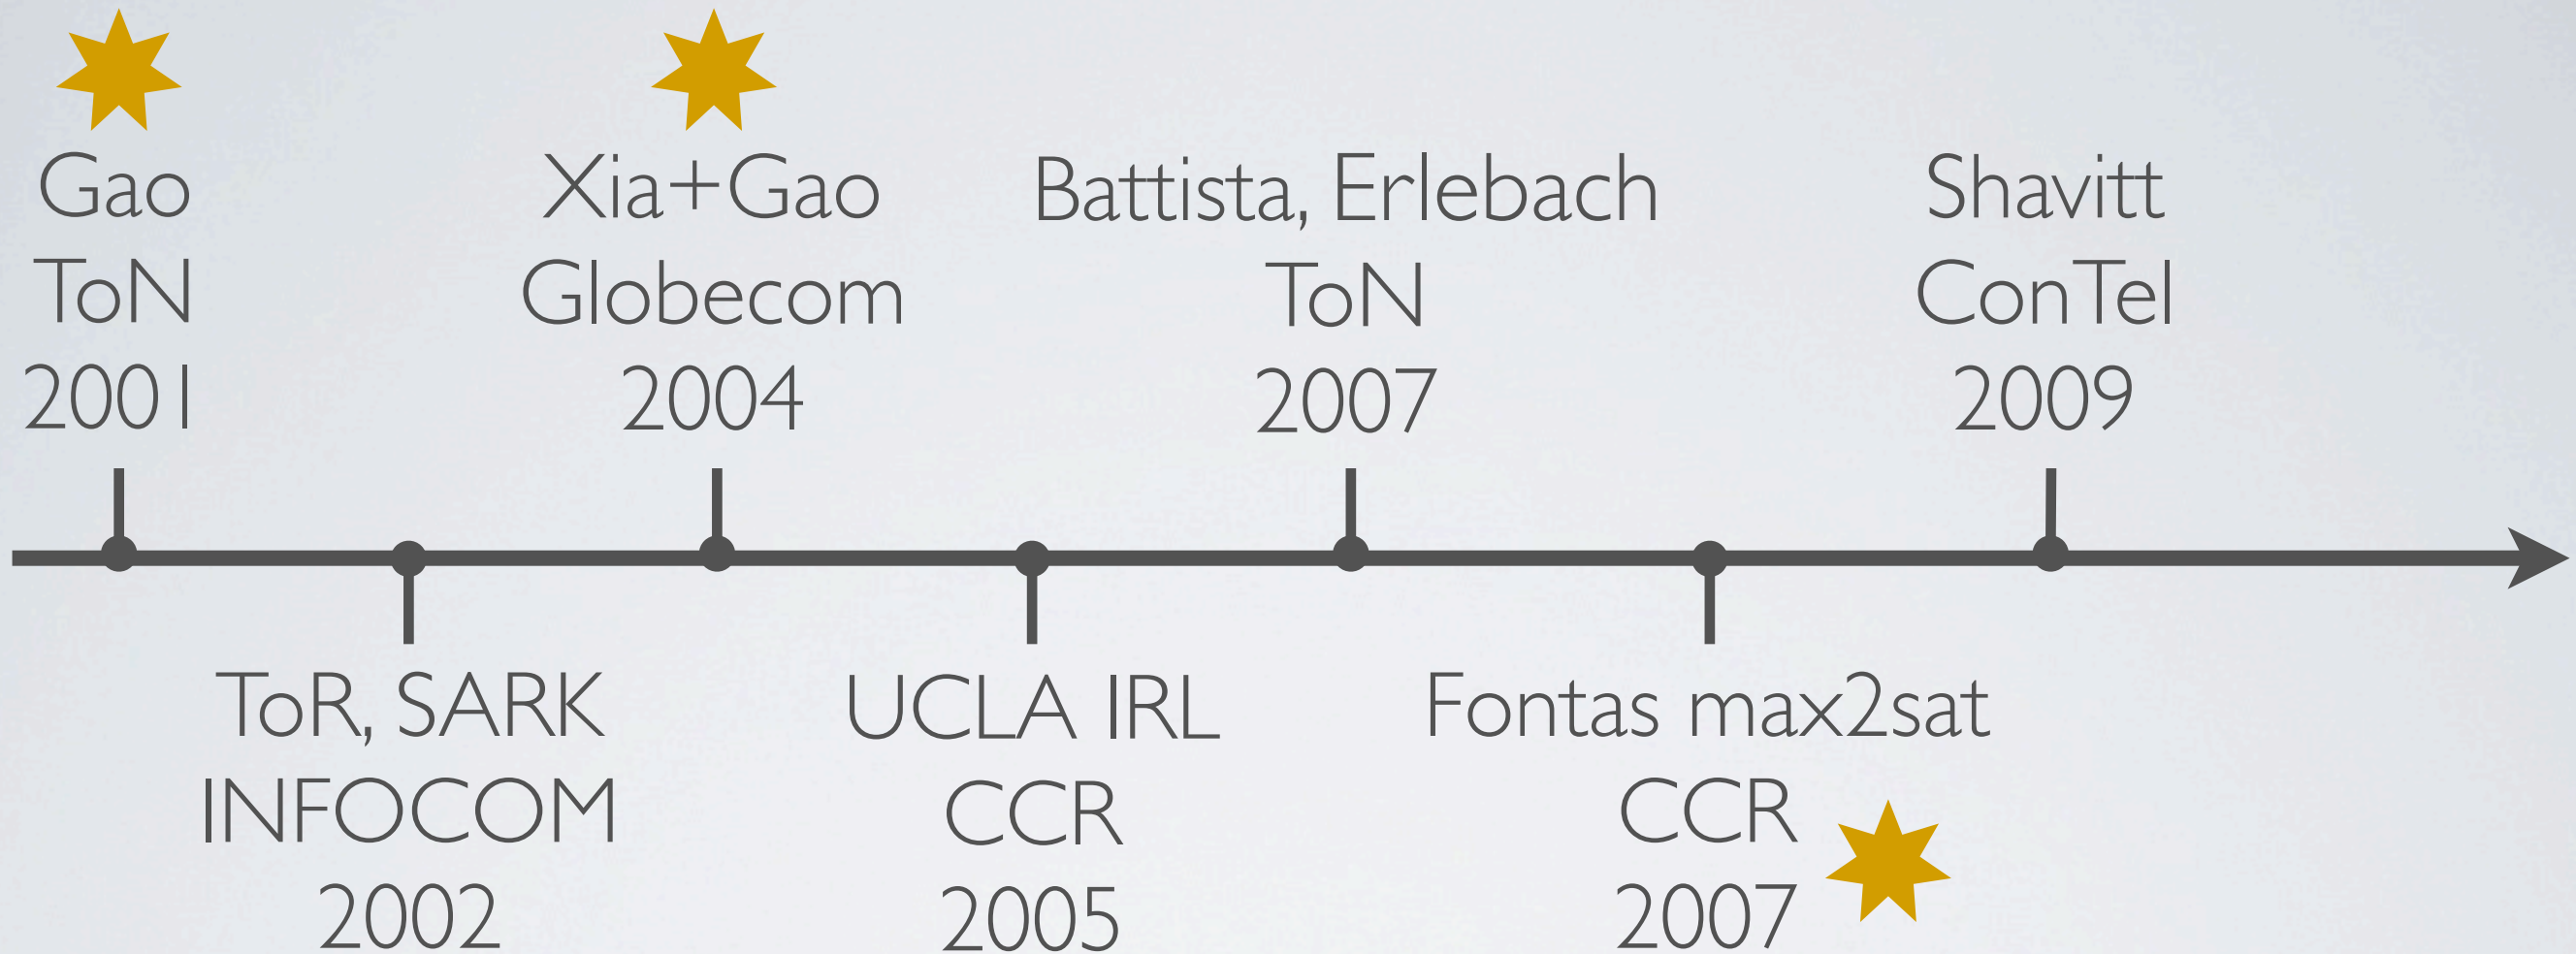 Gao
ToN
2001
ToR, SARK
INFOCOM
2002
Xia+Gao
Globecom
2004
UCLA IRL
CCR
2005
Battista, Erlebach
ToN
2007
Fontas max2sat
CCR
2007
Shavitt
ConTel
2009